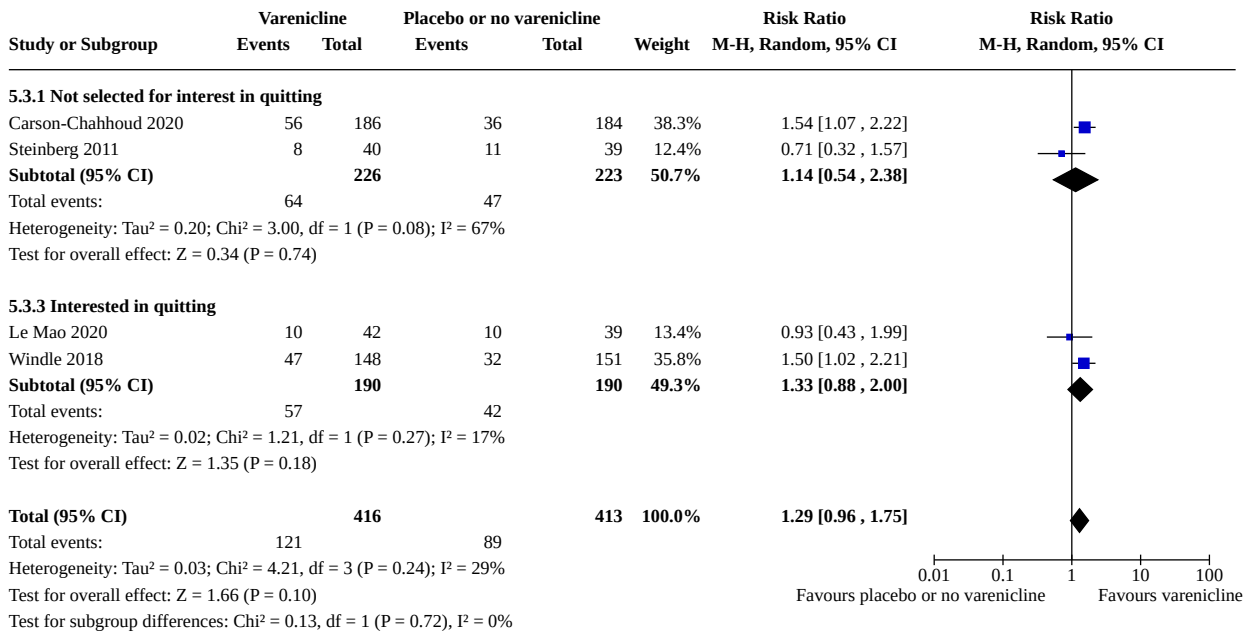 Varenicline Placebo or no varenicline Risk Ratio Risk Ratio
Study or Subgroup Events Total Events Total Weight M-H, Random, 95% CI M-H, Random, 95% CI
5.3.1 Not selected for interest in quitting
Carson-Chahhoud 2020 56 186 36 184 38.3% 1.54 [1.07 , 2.22]
Steinberg 2011 8 40 11 39 12.4% 0.71 [0.32 , 1.57]
Subtotal (95% CI) 226 223 50.7% 1.14 [0.54 , 2.38]
Total events: 64 47
Heterogeneity: Tau² = 0.20; Chi² = 3.00, df = 1 (P = 0.08); I² = 67%
Test for overall effect: Z = 0.34 (P = 0.74)
5.3.3 Interested in quitting
Le Mao 2020 10 42 10 39 13.4% 0.93 [0.43 , 1.99]
Windle 2018 47 148 32 151 35.8% 1.50 [1.02 , 2.21]
Subtotal (95% CI) 190 190 49.3% 1.33 [0.88 , 2.00]
Total events: 57 42
Heterogeneity: Tau² = 0.02; Chi² = 1.21, df = 1 (P = 0.27); I² = 17%
Test for overall effect: Z = 1.35 (P = 0.18)
Total (95% CI) 416 413 100.0% 1.29 [0.96 , 1.75]
Total events: 121 89
Heterogeneity: Tau² = 0.03; Chi² = 4.21, df = 3 (P = 0.24); I² = 29%
0.01 0.1 1 10 100
Test for overall effect: Z = 1.66 (P = 0.10) Favours placebo or no varenicline Favours varenicline
Test for subgroup differences: Chi² = 0.13, df = 1 (P = 0.72), I² = 0%